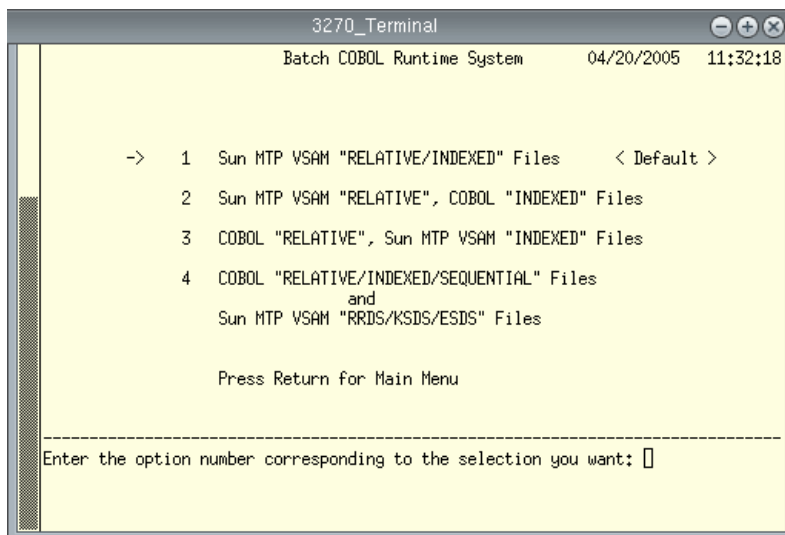 3270_Terminal
Batch COBOL Runtime System 04/20/2005 11:32:18
-> 1 Sun MTP VSAM "RELATIVE/INDEXED" Files < Default >
2 Sun MTP VSAM "RELATIVE", COBOL "INDEXED" Files
3 COBOL "RELATIVE", Sun MTP VSAM "INDEXED" Files
4 COBOL "RELATIVE/INDEXED/SEQUENTIAL" Files
and
Sun MTP VSAM "RRDS/KSDS/ESDS" Files
Press Return for Main Menu
--------------------------------------------------------------------------------
Enter the option number corresponding to the selection you want: